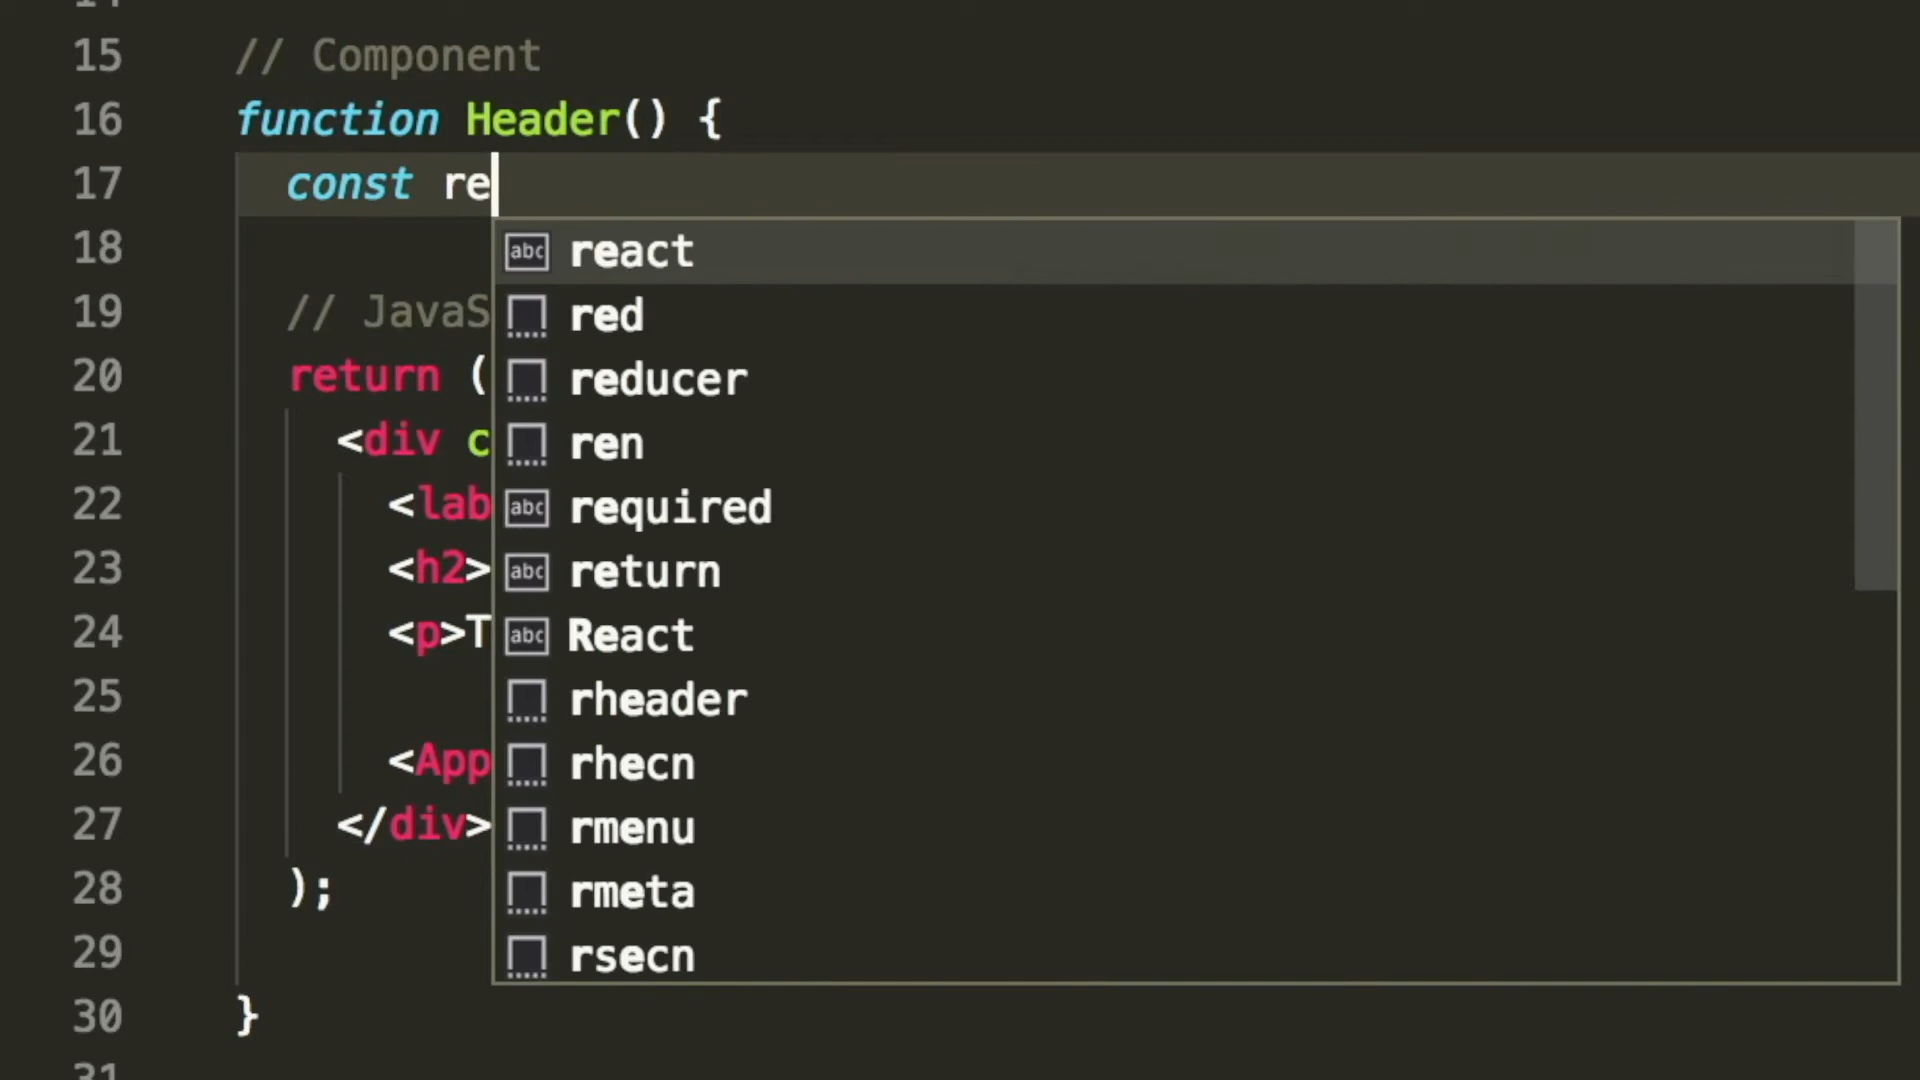 15 // Component
16 function Header() {
17 const re
18
react
19 // JavaS
red
20 return (
reducer
21 <div c
ren
22 <lab
required
23 <h2>
return
24 <p>T
React
25
rheader
26 <App
rhecn
27 </div>
rmenu
28 );
rmeta
29
rsecn
30 }